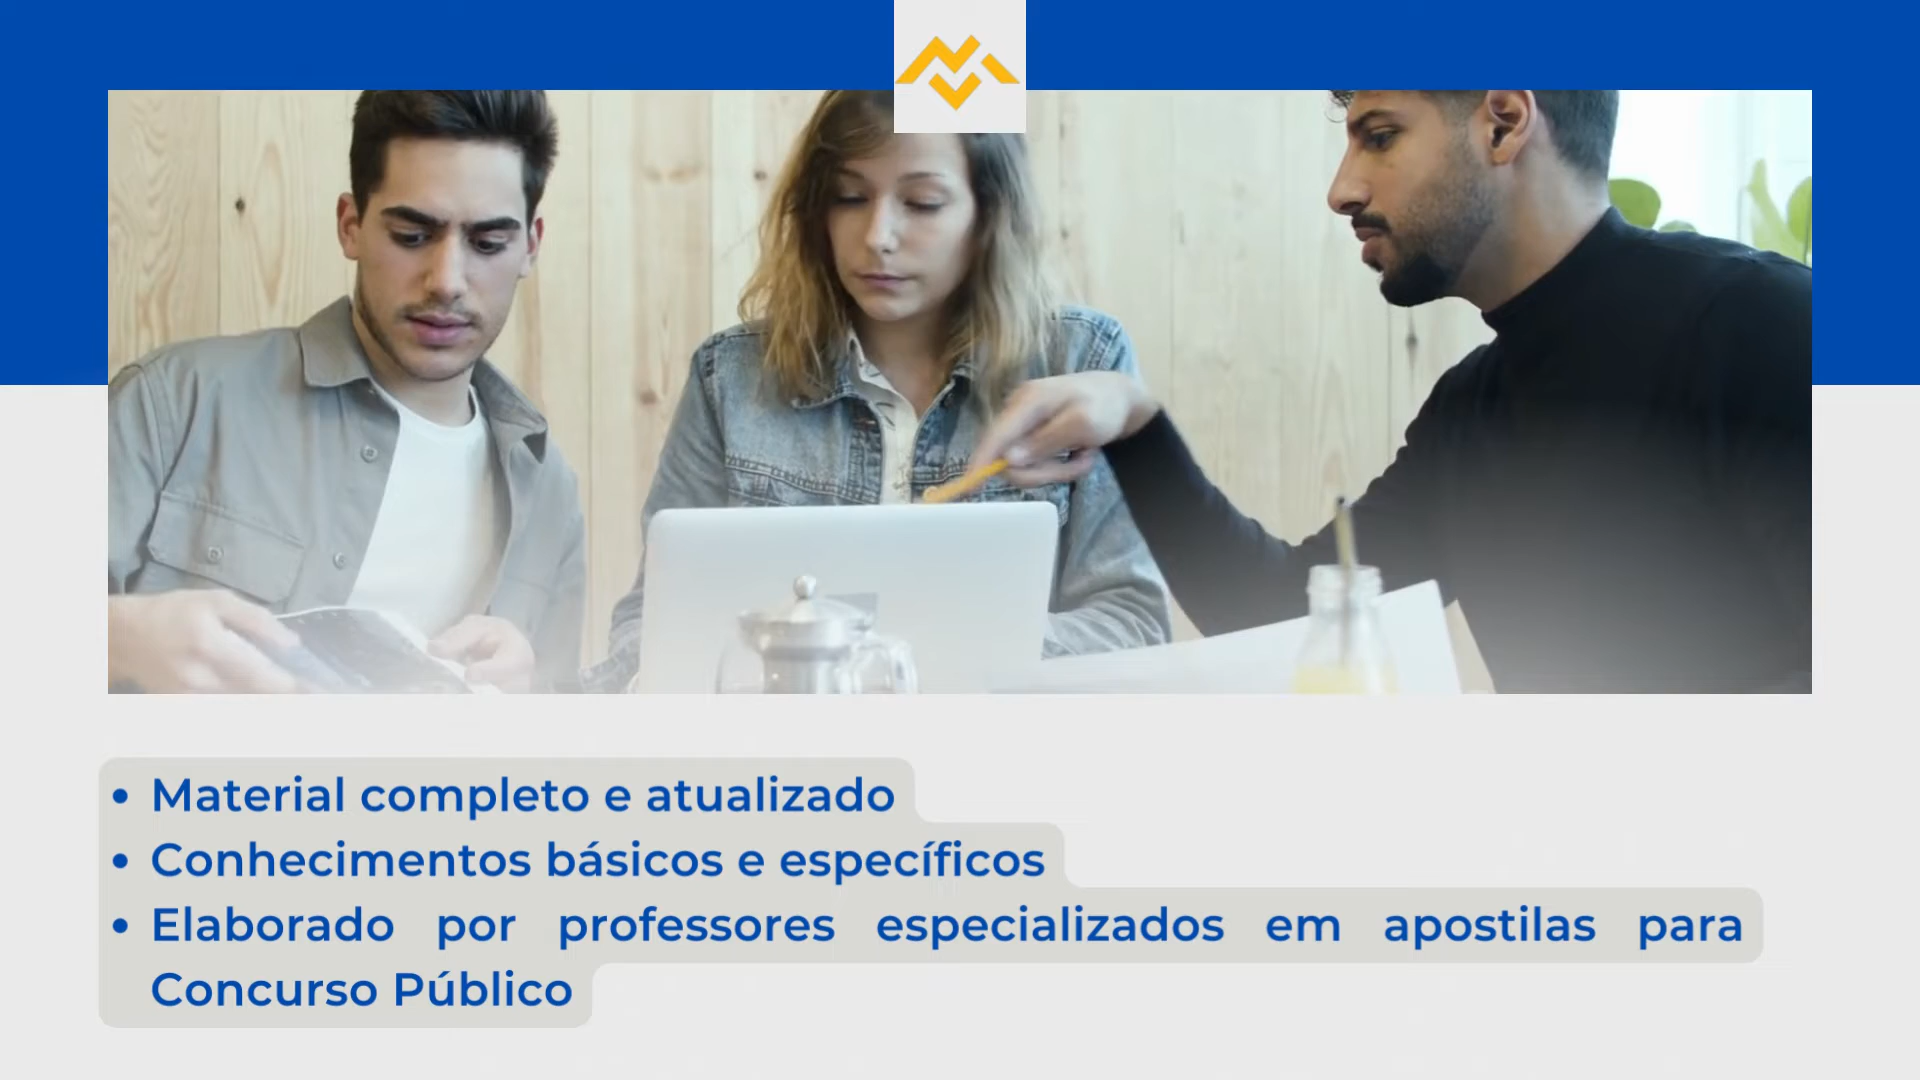 • Material completo e atualizado
• Conhecimentos básicos e específicos
• Elaborado por professores especializados em apostilas para
Concurso Público